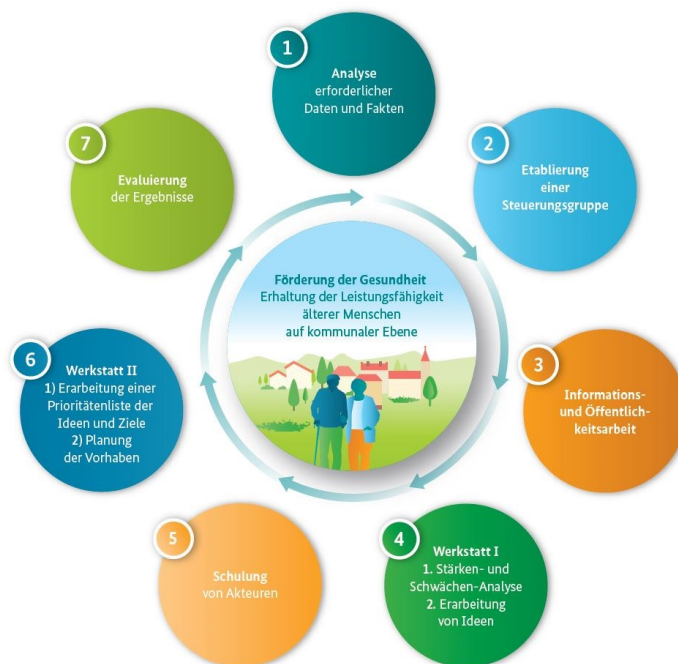 1
Analyse
erforderlicher
Daten und Fakten
2
Etablierung
einer
Steuerungsgruppe
3
Informations-
und Öffentlich-
keitsarbeit
4
Werkstatt I
1. Stärken- und
Schwächen-Analyse
2. Erarbeitung
von Ideen
5
Schulung
von Akteuren
6
Werkstatt II
1) Erarbeitung einer
Prioritätenliste der
Ideen und Ziele
2) Planung
der Vorhaben
7
Evaluierung
der Ergebnisse
Förderung der Gesundheit
Erhaltung der Leistungsfähigkeit
älterer Menschen
auf kommunaler Ebene